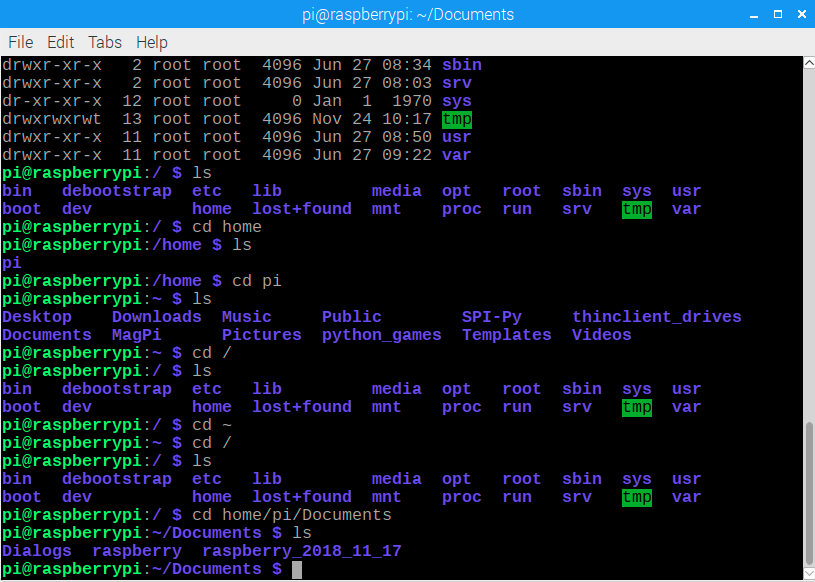 pi@raspberrypi: ~/Documents
File Edit Tabs Help
drwxr-xr-x   2 root root  4096 Jun 27 08:34 sbin
drwxr-xr-x   2 root root  4096 Jun 27 08:03 srv
dr-xr-xr-x  12 root root     0 Jan  1  1970 sys
drwxrwxrwt  13 root root  4096 Nov 24 10:17 tmp
drwxr-xr-x  11 root root  4096 Jun 27 08:50 usr
drwxr-xr-x  11 root root  4096 Jun 27 09:22 var
pi@raspberrypi:/ $ ls
bin   debootstrap  etc   lib         media  opt   root  sbin  sys  usr
boot  dev          home  lost+found  mnt    proc  run   srv   tmp  var
pi@raspberrypi:/ $ cd home
pi@raspberrypi:/home $ ls
pi
pi@raspberrypi:/home $ cd pi
pi@raspberrypi:~ $ ls
Desktop    Downloads  Music     Public        SPI-Py     thinclient_drives
Documents  MagPi      Pictures  python_games  Templates  Videos
pi@raspberrypi:~ $ cd /
pi@raspberrypi:/ $ ls
bin   debootstrap  etc   lib         media  opt   root  sbin  sys  usr
boot  dev          home  lost+found  mnt    proc  run   srv   tmp  var
pi@raspberrypi:/ $ cd ~
pi@raspberrypi:~ $ cd /
pi@raspberrypi:/ $ ls
bin   debootstrap  etc   lib         media  opt   root  sbin  sys  usr
boot  dev          home  lost+found  mnt    proc  run   srv   tmp  var
pi@raspberrypi:/ $ cd home/pi/Documents
pi@raspberrypi:~/Documents $ ls
Dialogs  raspberry  raspberry_2018_11_17
pi@raspberrypi:~/Documents $